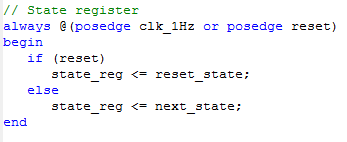 // State register
always @(posedge clk_1Hz or posedge reset)
begin
if (reset)
state_reg <= reset_state;
else
state_reg <= next_state;
end